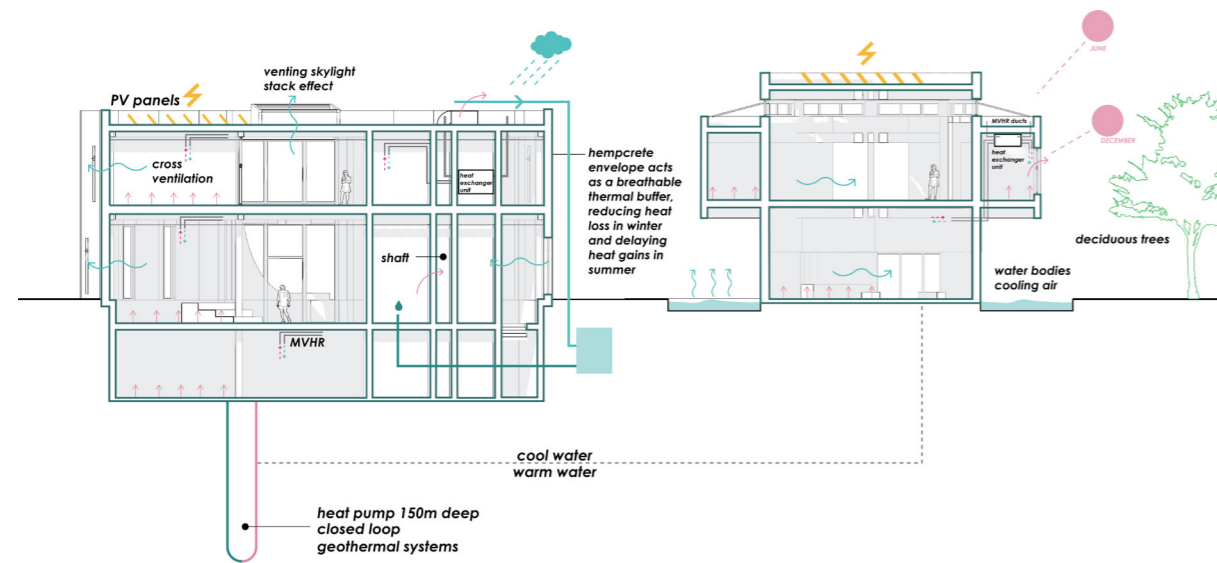 PV panels
venting skylight
stack effect
cross
ventilation
heat
exchanger
unit
hempcrete
envelope acts
as a breathable
thermal buffer,
reducing heat
loss in winter
and delaying
heat gains in
summer
shaft
MVHR
cool water
warm water
heat pump 150m deep
closed loop
geothermal systems
JUNE
DECEMBER
MVHR ducts
heat
exchanger
unit
deciduous trees
water bodies
cooling air